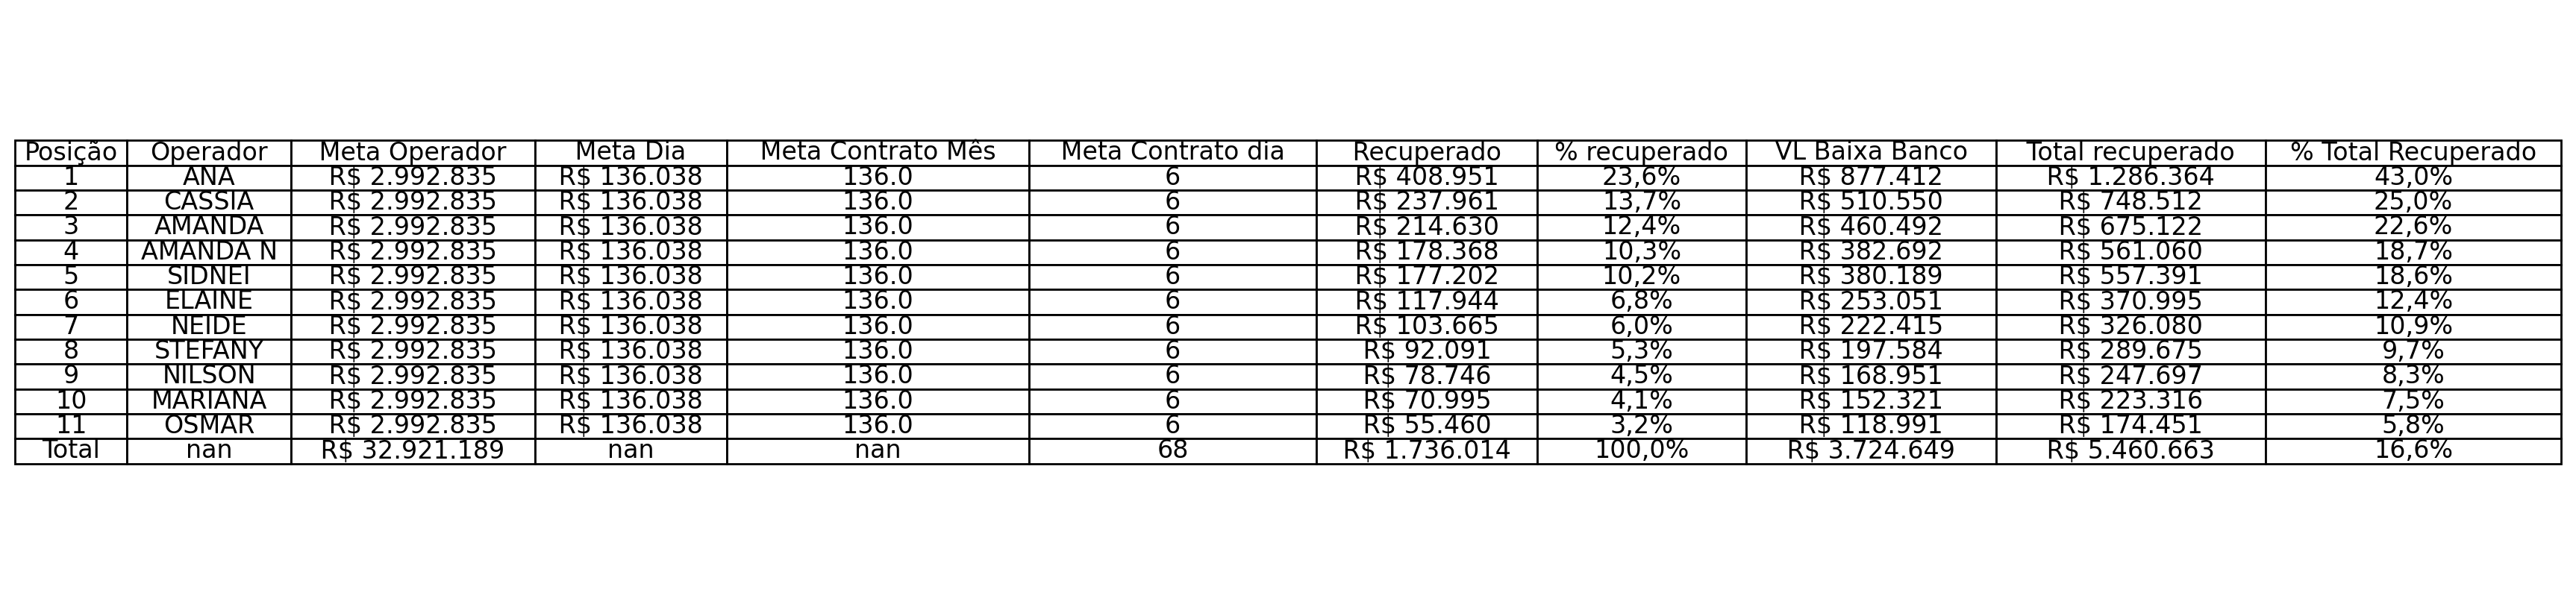 Posição Operador Meta Operador Meta Dia Meta Contrato Mês Meta Contrato dia Recuperado % recuperado VL Baixa Banco Total recuperado % Total Recuperado
1 ANA R$ 2.992.835 R$ 136.038 136.0 6 R$ 408.951 23,6% R$ 877.412 R$ 1.286.364 43,0%
2 CASSIA R$ 2.992.835 R$ 136.038 136.0 6 R$ 237.961 13,7% R$ 510.550 R$ 748.512 25,0%
3 AMANDA R$ 2.992.835 R$ 136.038 136.0 6 R$ 214.630 12,4% R$ 460.492 R$ 675.122 22,6%
4 AMANDA N R$ 2.992.835 R$ 136.038 136.0 6 R$ 178.368 10,3% R$ 382.692 R$ 561.060 18,7%
5 SIDNEI R$ 2.992.835 R$ 136.038 136.0 6 R$ 177.202 10,2% R$ 380.189 R$ 557.391 18,6%
6 ELAINE R$ 2.992.835 R$ 136.038 136.0 6 R$ 117.944 6,8% R$ 253.051 R$ 370.995 12,4%
7 NEIDE R$ 2.992.835 R$ 136.038 136.0 6 R$ 103.665 6,0% R$ 222.415 R$ 326.080 10,9%
8 STEFANY R$ 2.992.835 R$ 136.038 136.0 6 R$ 92.091 5,3% R$ 197.584 R$ 289.675 9,7%
9 NILSON R$ 2.992.835 R$ 136.038 136.0 6 R$ 78.746 4,5% R$ 168.951 R$ 247.697 8,3%
10 MARIANA R$ 2.992.835 R$ 136.038 136.0 6 R$ 70.995 4,1% R$ 152.321 R$ 223.316 7,5%
11 OSMAR R$ 2.992.835 R$ 136.038 136.0 6 R$ 55.460 3,2% R$ 118.991 R$ 174.451 5,8%
Total nan R$ 32.921.189 nan nan 68 R$ 1.736.014 100,0% R$ 3.724.649 R$ 5.460.663 16,6%